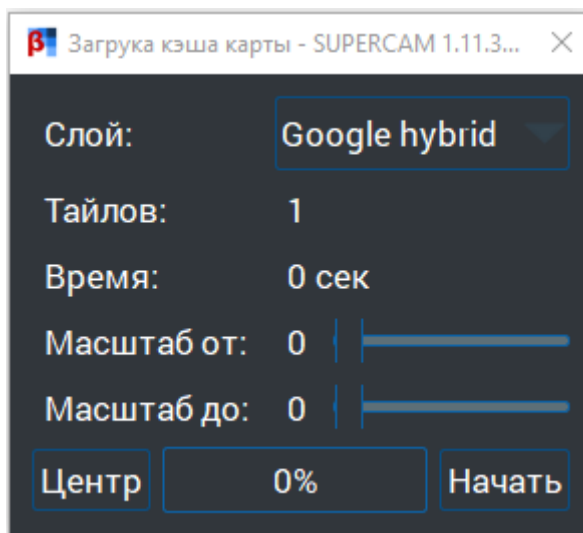 β Загрука кэша карты - SUPERCAM 1.11.3...
Слой: Google hybrid
Тайлов: 1
Время: 0 сек
Масштаб от: 0
Масштаб до: 0
Центр 0% Начать